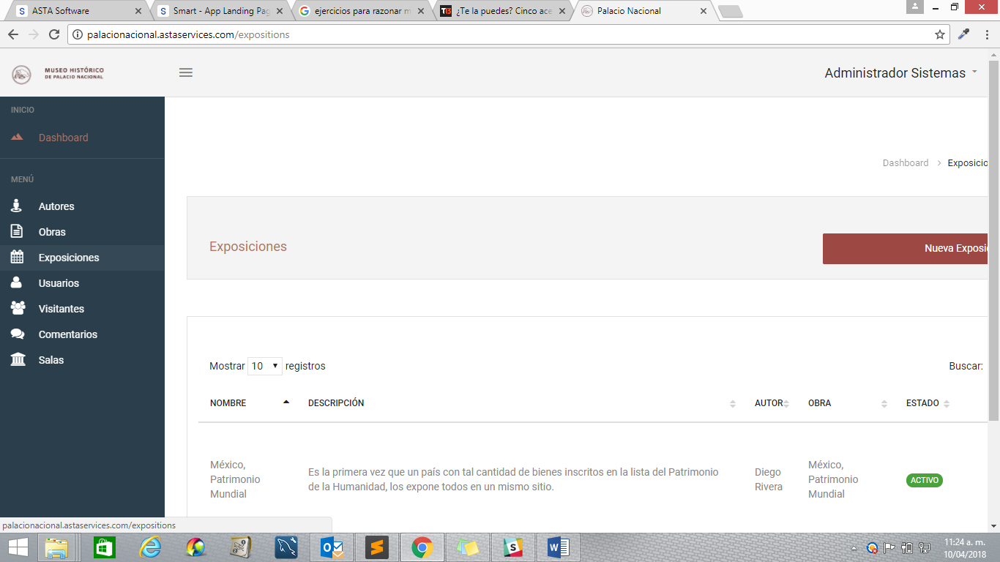 ASTA Software
Smart - App Landing Pag
ejercicios para razonar m
¿Te la puedes? Cinco ace
Palacio Nacional
palacionacional.astaservices.com/expositions
MUSEO HISTÓRICO
DE PALACIO NACIONAL
Administrador Sistemas
INICIO
Dashboard
MENÚ
Autores
Obras
Exposiciones
Usuarios
Visitantes
Comentarios
Salas
Dashboard > Exposicio
Exposiciones
Nueva Exposi
Mostrar 10 registros
Buscar:
NOMBRE DESCRIPCIÓN AUTOR OBRA ESTADO
México,
Patrimonio
Mundial
Es la primera vez que un país con tal cantidad de bienes inscritos en la lista del Patrimonio
de la Humanidad, los expone todos en un mismo sitio.
Diego
Rivera
México,
Patrimonio
Mundial
ACTIVO
palacionacional.astaservices.com/expositions
11:24 a. m.
10/04/2018